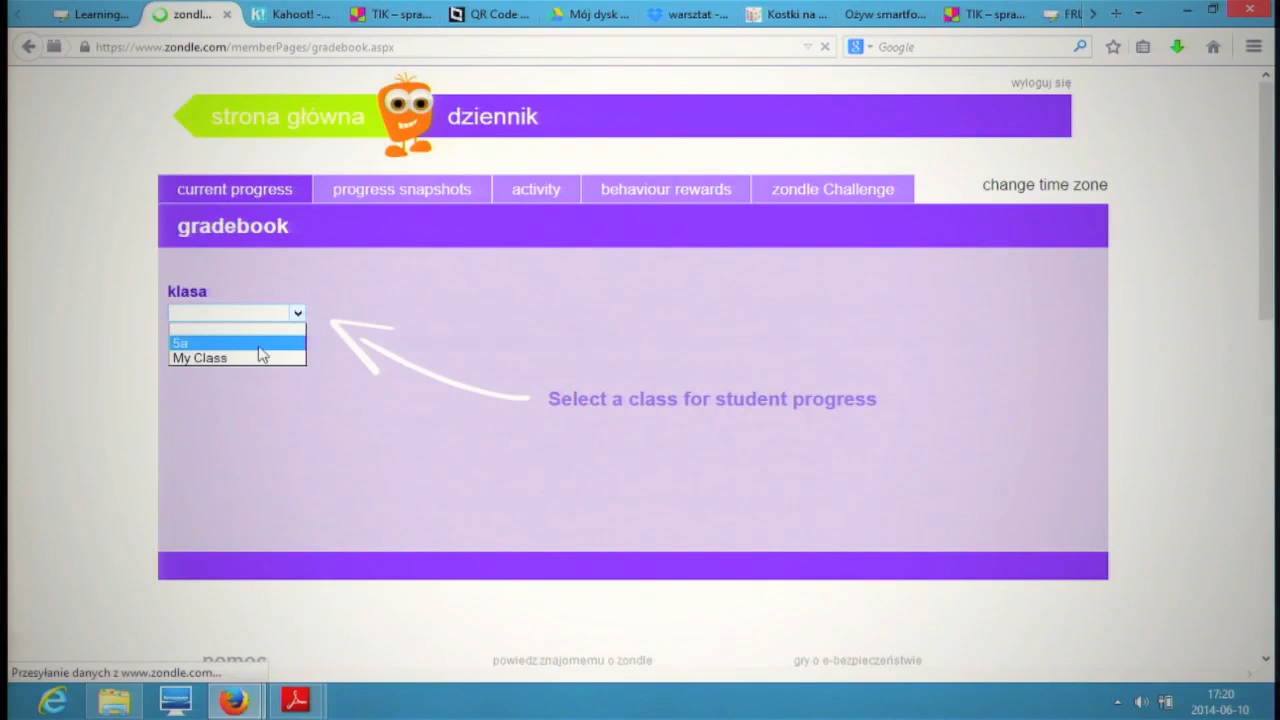 Learning...
zondl...
Kahoot! -...
TIK – spra...
QR Code ...
Mój dysk ...
warsztat -...
Kostki na ...
Ożyw smartfo...
TIK – spra...
FRL
https://www.zondle.com/memberPages/gradebook.aspx
Google
wyloguj się
strona główna
dziennik
current progress
progress snapshots
activity
behaviour rewards
zondle Challenge
change time zone
gradebook
klasa
5a
My Class
Select a class for student progress
pomoc
powiedz znajomemu o zondle
gry o e-bezpieczeństwie
Przesyłanie danych z www.zondle.com...
17:20
2014-06-10